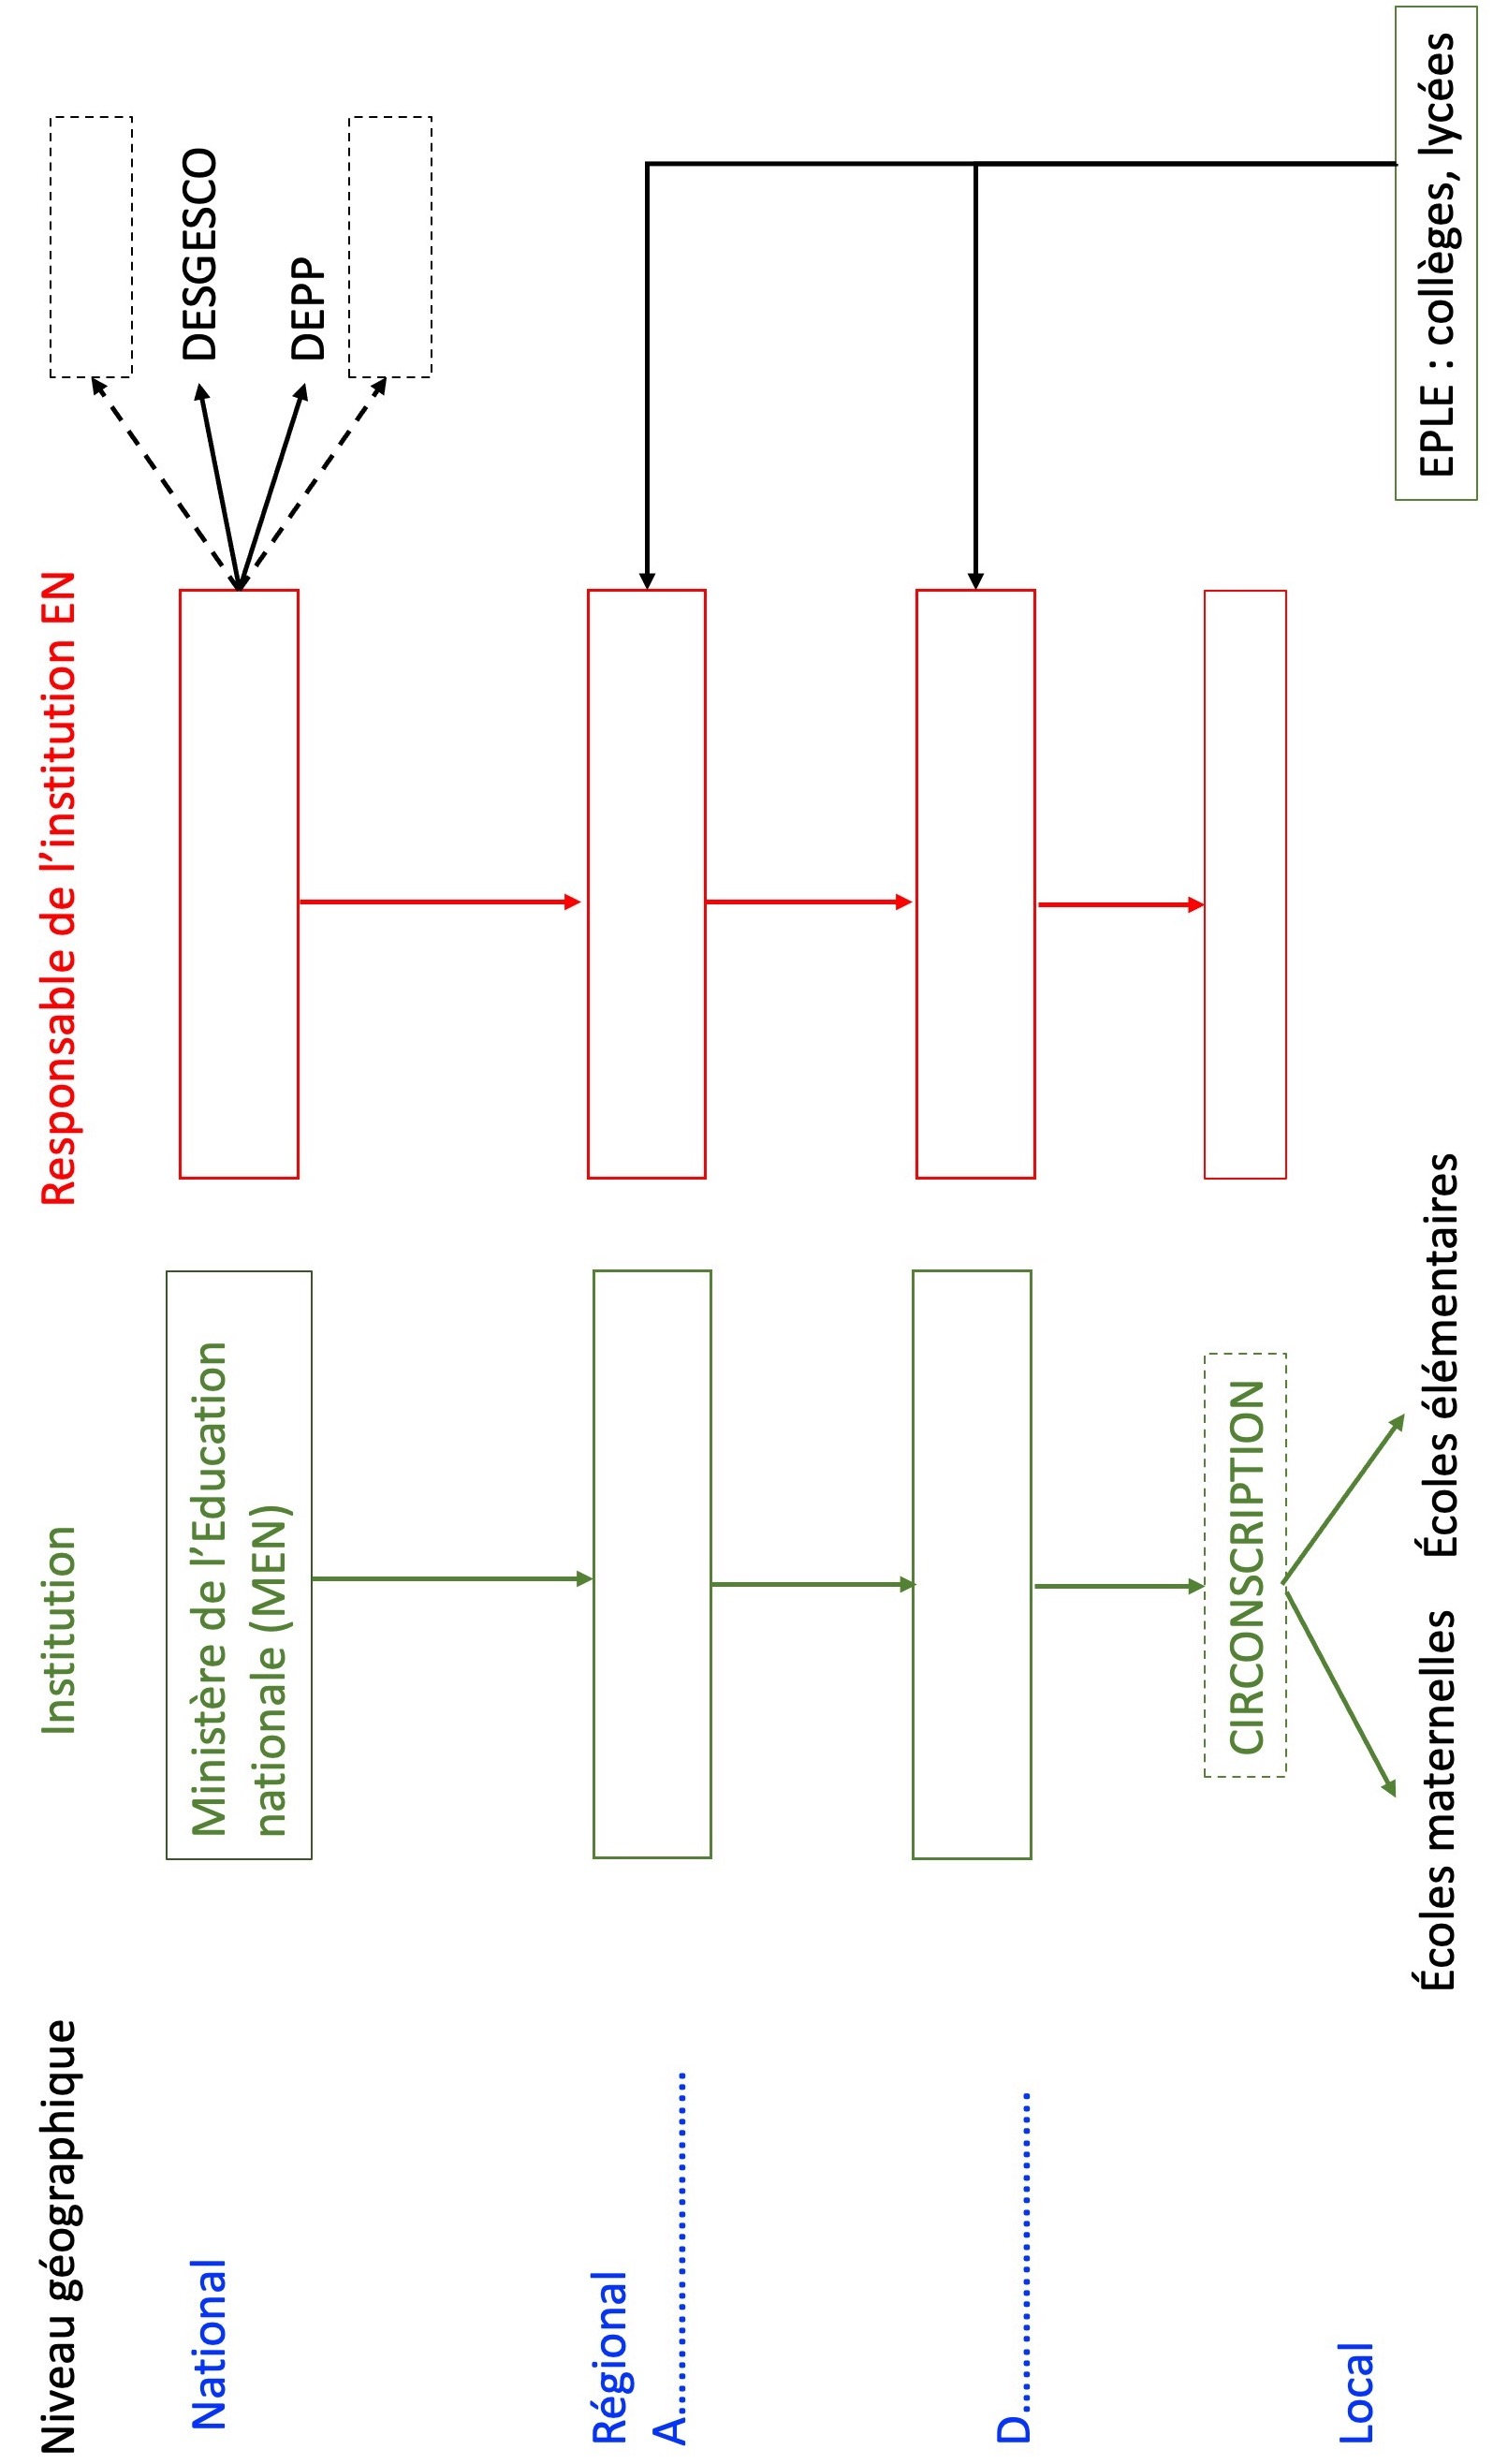 Niveau géographique
Institution
Responsable de l'institution EN
National
Ministère de l'Education
nationale (MEN)
DESGESCO
DEPP
Régional
A..............................
D............................
CIRCONSCRIPTION
Local
Écoles maternelles
Écoles élémentaires
EPLE : collèges, lycées